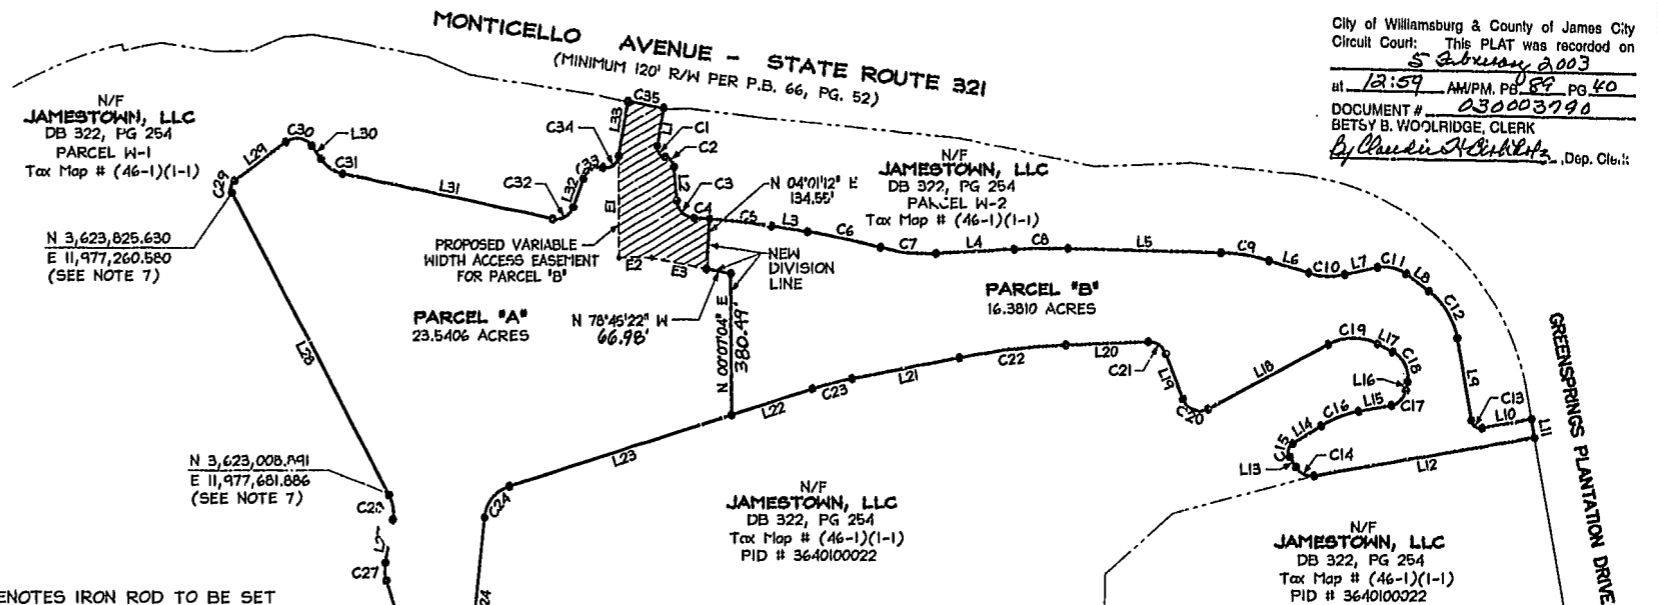 MONTICELLO AVENUE - STATE ROUTE 321
(MINIMUM 120' R/W PER P.B. 66, PG. 52)
City of Williamsburg & County of James City
Circuit Court: This PLAT was recorded on
5 February 2003
at 12:59 AM/PM. PB 89 PG 40
DOCUMENT # 030003790
BETSY B. WOOLRIDGE, CLERK
By , Dep. Clerk
N/F
JAMESTOWN, LLC
DB 322, PG 254
PARCEL W-1
Tax Map # (46-1)(1-1)
C30
L30
L29
C31
C29
L31
C32
L32
C33
C34
L33
C35
L1
C1
C2
L2
C3
C4
E1
E2
E3
N 04°01'12" E
134.55'
N/F
JAMESTOWN, LLC
DB 322, PG 254
PARCEL W-2
Tax Map # (46-1)(1-1)
C5
L3
C6
C7
L4
C8
L5
C9
L6
C10
L7
C11
L8
C12
L9
C13
L10
L11
L12
N 3,623,825.630
E 11,977,260.580
(SEE NOTE 7)
PROPOSED VARIABLE
WIDTH ACCESS EASEMENT
FOR PARCEL "B"
NEW
DIVISION
LINE
PARCEL "A"
23.5406 ACRES
N 78°45'22" W
66.98'
N 00°07'04" E
380.49'
PARCEL "B"
16.3810 ACRES
L28
C19
L17
C18
L16
C17
L15
C16
L14
C15
L13
C14
L18
C20
L19
C21
L20
C22
L21
C23
L22
L23
C24
GREENSPRINGS PLANTATION DRIVE
N 3,623,008.891
E 11,977,681.886
(SEE NOTE 7)
C28
C27
24
N/F
JAMESTOWN, LLC
DB 322, PG 254
Tax Map # (46-1)(1-1)
PID # 3640100022
N/F
JAMESTOWN, LLC
DB 322, PG 254
Tax Map # (46-1)(1-1)
PID # 3640100022
ENOTES IRON ROD TO BE SET